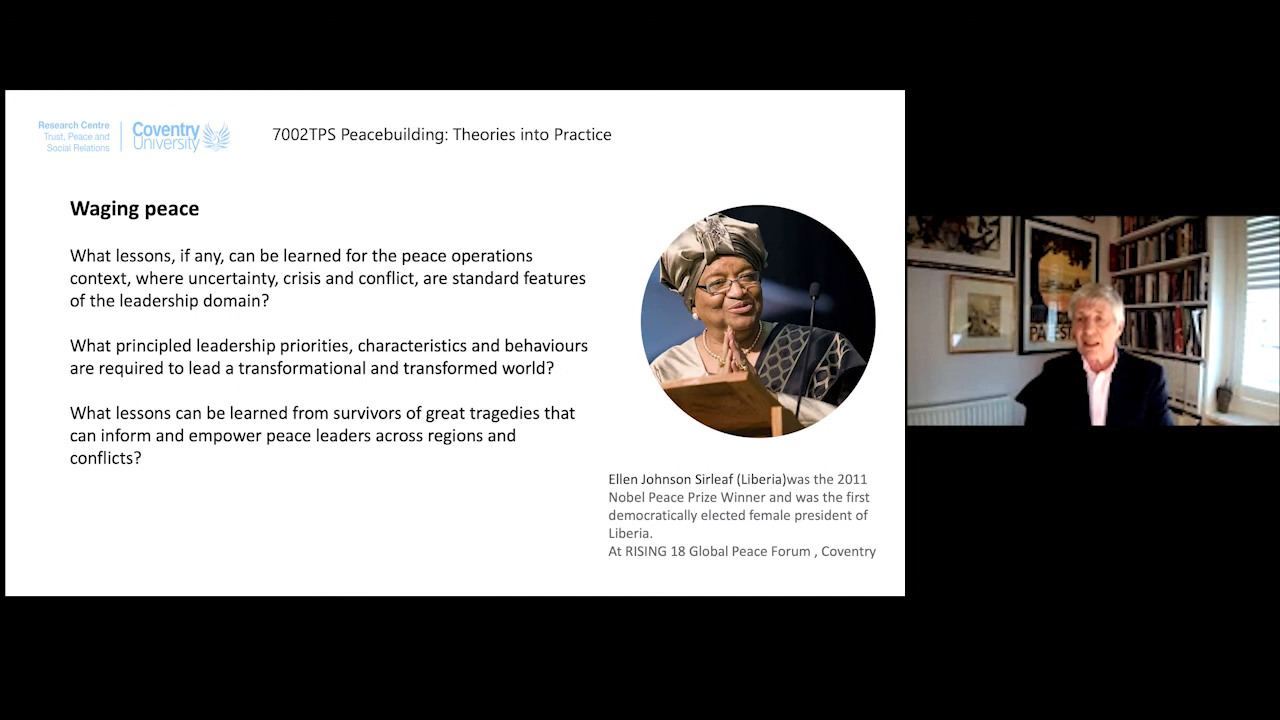 Research Centre
Trust, Peace and
Social Relations
Coventry
University
7002TPS Peacebuilding: Theories into Practice
Waging peace
What lessons, if any, can be learned for the peace operations
context, where uncertainty, crisis and conflict, are standard features
of the leadership domain?
What principled leadership priorities, characteristics and behaviours
are required to lead a transformational and transformed world?
What lessons can be learned from survivors of great tragedies that
can inform and empower peace leaders across regions and
conflicts?
Ellen Johnson Sirleaf (Liberia)was the 2011
Nobel Peace Prize Winner and was the first
democratically elected female president of
Liberia.
At RISING 18 Global Peace Forum , Coventry